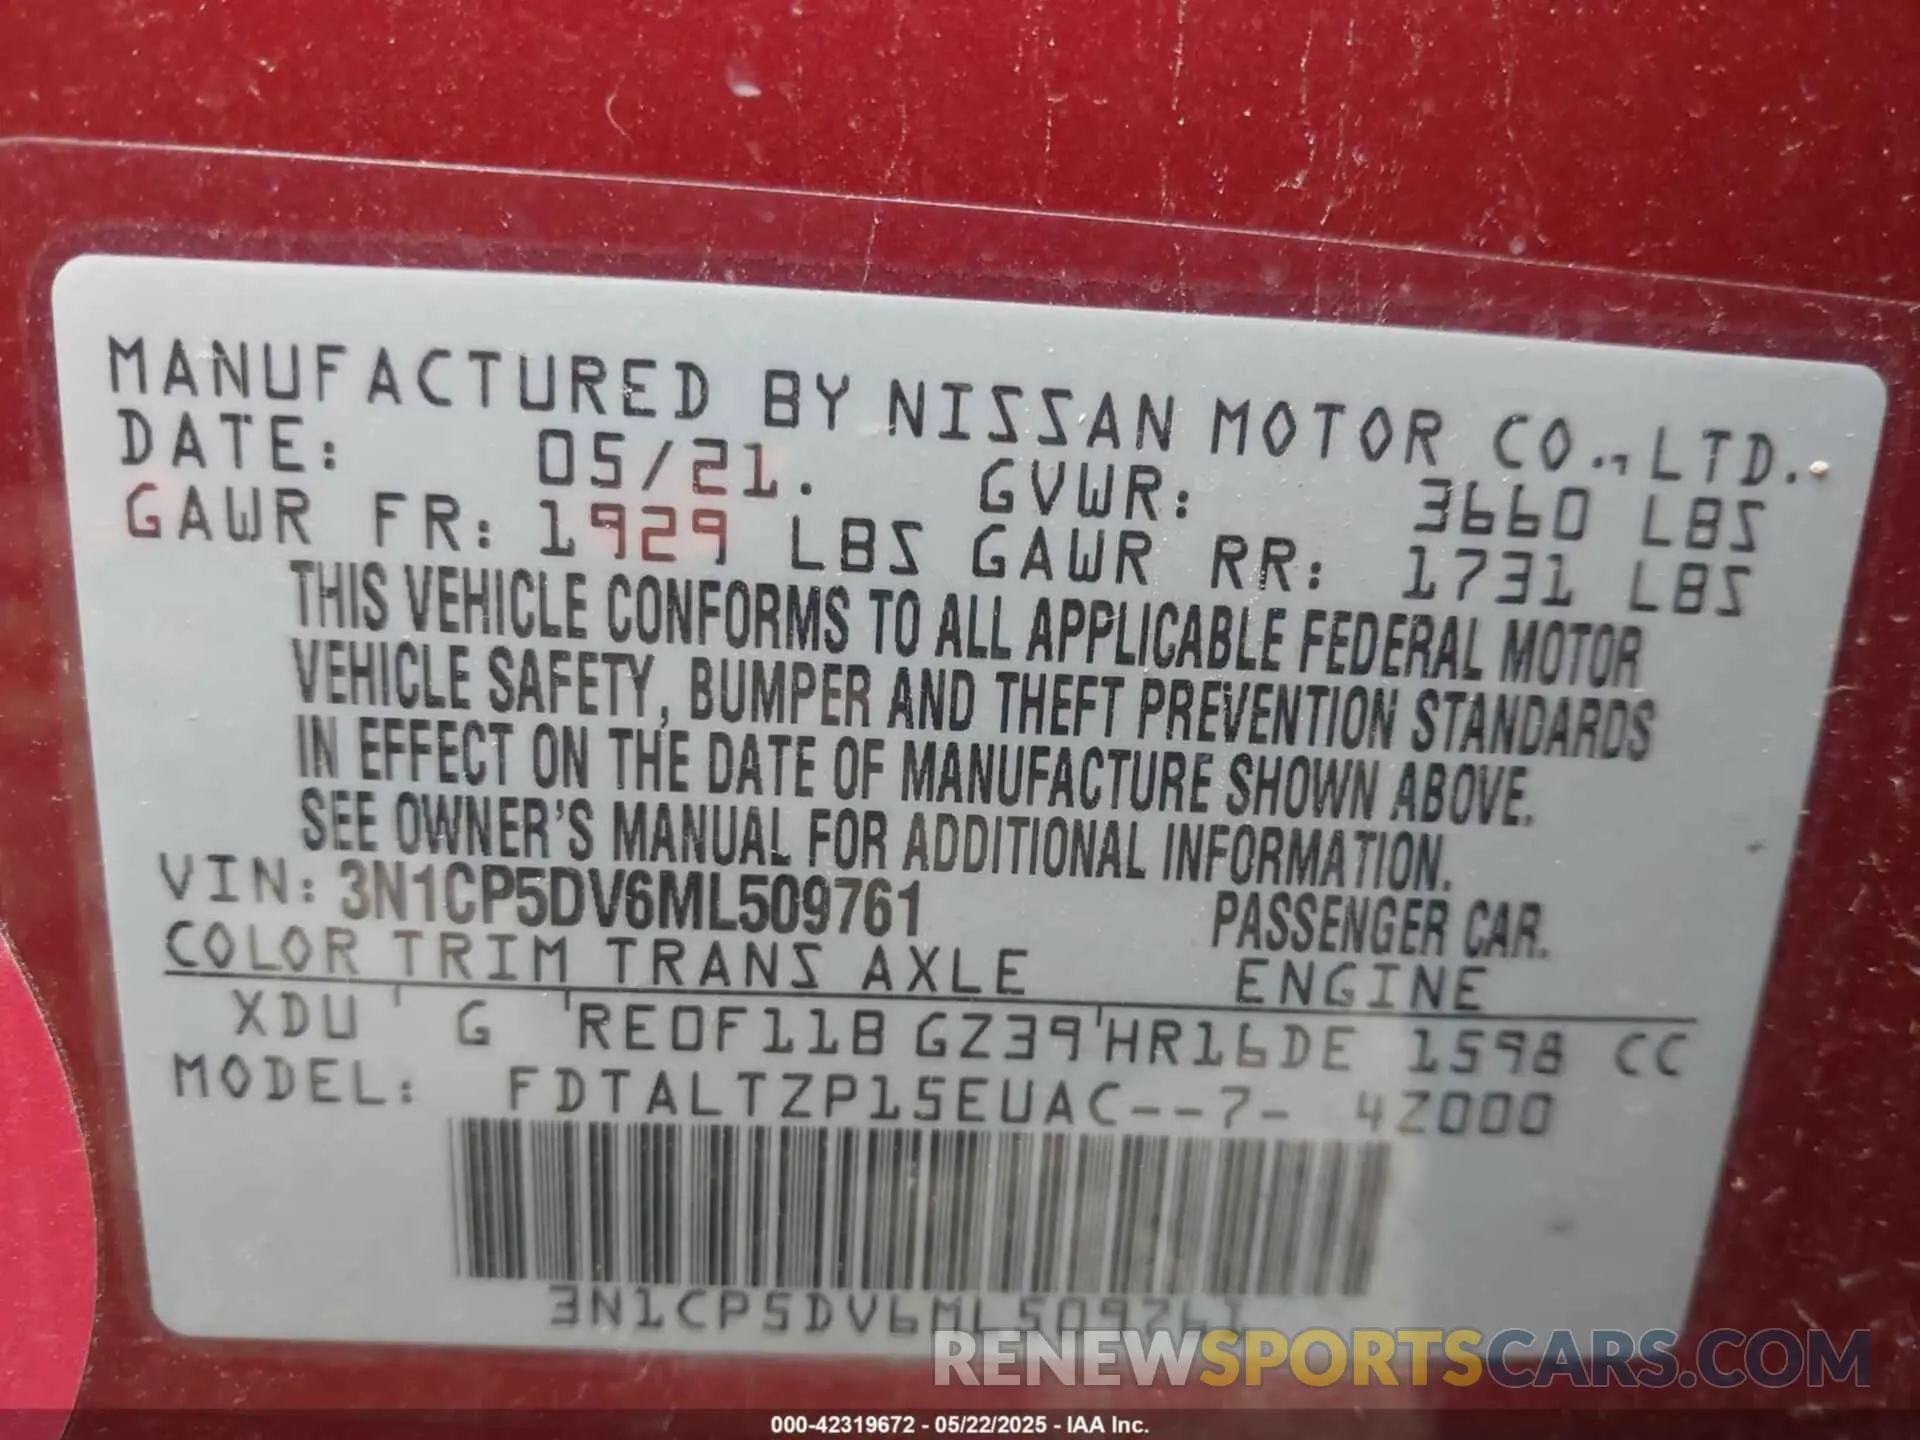 MANUFACTURED BY NISSAN MOTOR CO.,LTD.
DATE: 05/21. GVWR: 3660 LBS
GAWR FR: 1929 LBS GAWR RR: 1731 LBS
THIS VEHICLE CONFORMS TO ALL APPLICABLE FEDERAL MOTOR
VEHICLE SAFETY, BUMPER AND THEFT PREVENTION STANDARDS
IN EFFECT ON THE DATE OF MANUFACTURE SHOWN ABOVE.
SEE OWNER'S MANUAL FOR ADDITIONAL INFORMATION.
VIN: 3N1CP5DV6ML509761 PASSENGER CAR.
COLOR TRIM TRANS AXLE ENGINE
XDU G RE0F11B GZ39 HR16DE 1598 CC
MODEL: FDTALTZP15EUAC--7- 4Z000
3N1CP5DV6ML509761
RENEWSPORTSCARS.COM
000-42319672 - 05/22/2025 - IAA Inc.